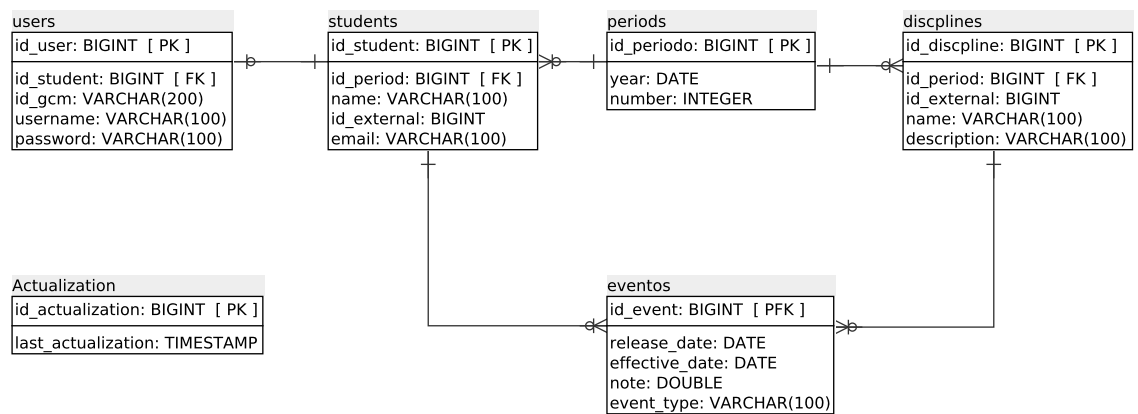 users
id_user: BIGINT [ PK ]
id_student: BIGINT [ FK ]
id_gcm: VARCHAR(200)
username: VARCHAR(100)
password: VARCHAR(100)
students
id_student: BIGINT [ PK ]
id_period: BIGINT [ FK ]
name: VARCHAR(100)
id_external: BIGINT
email: VARCHAR(100)
periods
id_periodo: BIGINT [ PK ]
year: DATE
number: INTEGER
discplines
id_discpline: BIGINT [ PK ]
id_period: BIGINT [ FK ]
id_external: BIGINT
name: VARCHAR(100)
description: VARCHAR(100)
Actualization
id_actualization: BIGINT [ PK ]
last_actualization: TIMESTAMP
eventos
id_event: BIGINT [ PFK ]
release_date: DATE
effective_date: DATE
note: DOUBLE
event_type: VARCHAR(100)